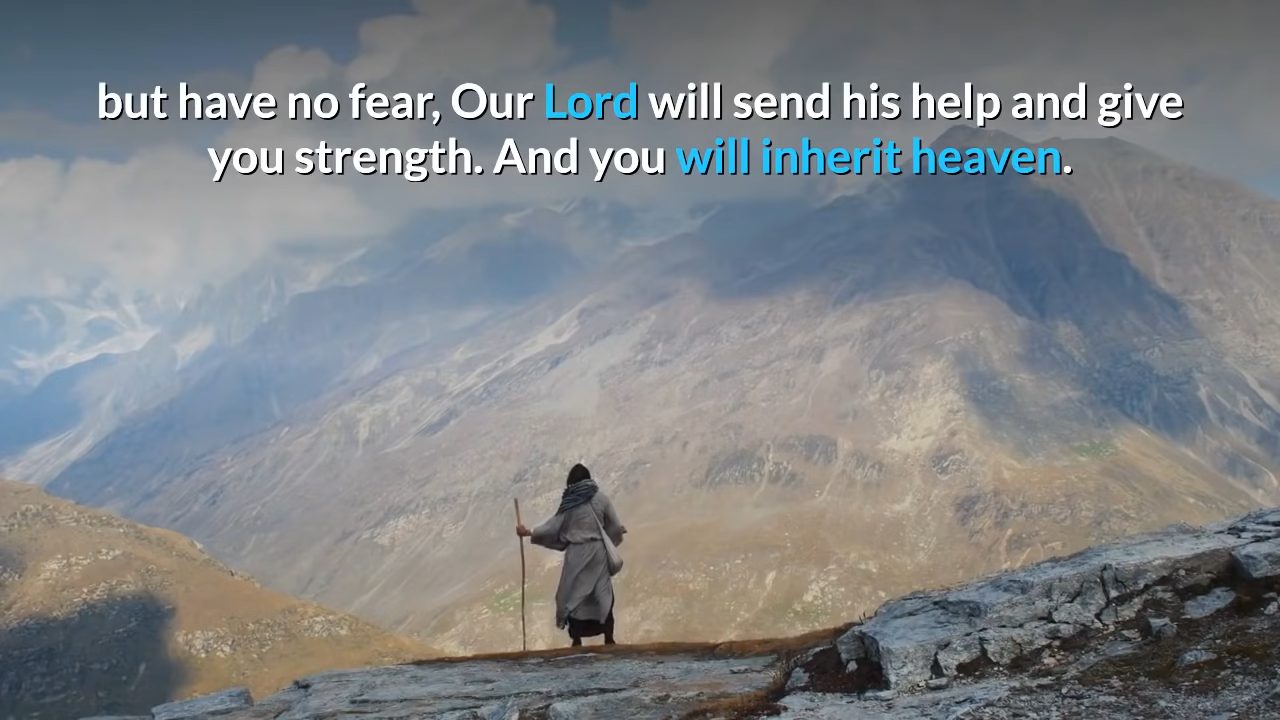 but have no fear, Our Lord will send his help and give
you strength. And you will inherit heaven.